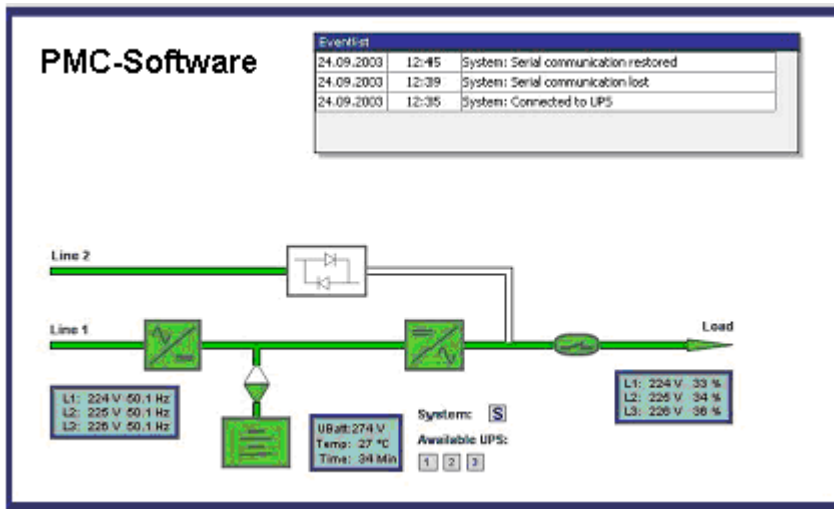 PMC-Software
Eventlist
24.09.2003 12:45 System: Serial communication restored
24.09.2003 12:39 System: Serial communication lost
24.09.2003 12:35 System: Connected to UPS
Line 2
Line 1
Load
L1: 224 V 50.1 Hz
L2: 225 V 50.1 Hz
L3: 226 V 50.1 Hz
UBatt:274 V
Temp: 27 °C
Time: 34 Min
System: S
Available UPS:
1 2 3
L1: 224 V 33 %
L2: 225 V 34 %
L3: 226 V 36 %